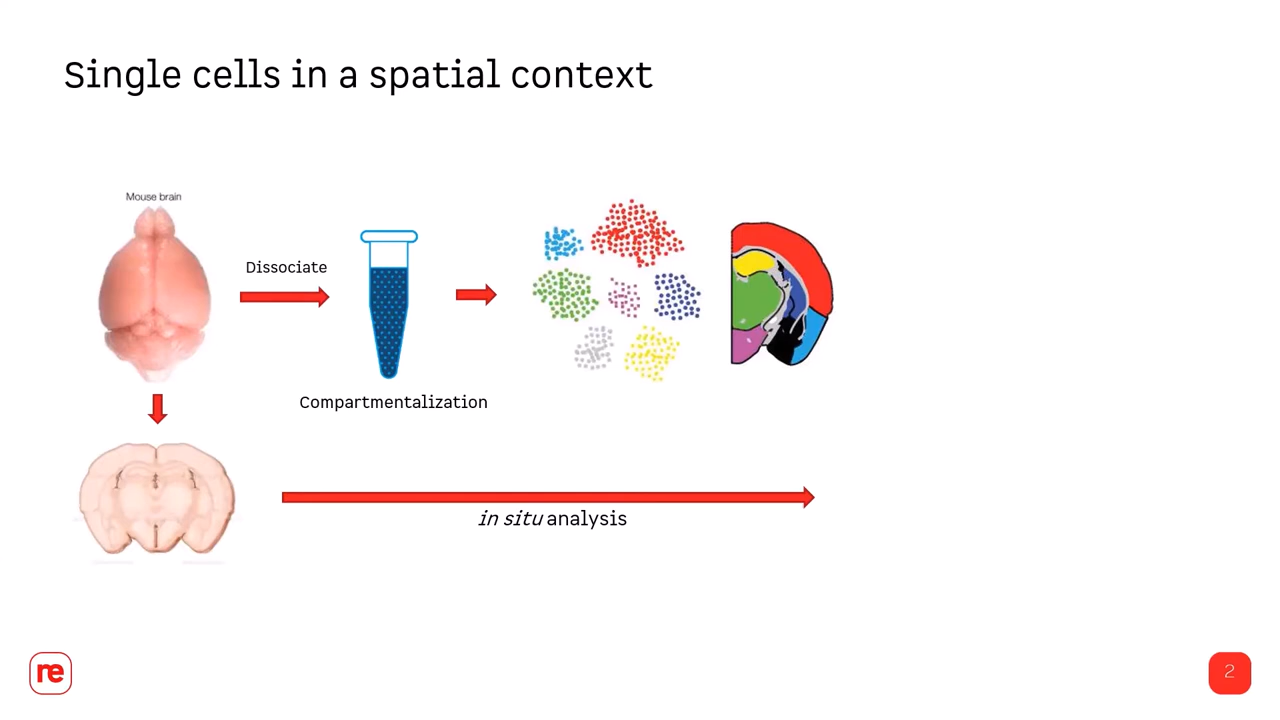 Single cells in a spatial context
Mouse brain
Dissociate
Compartmentalization
in situ analysis
re
2